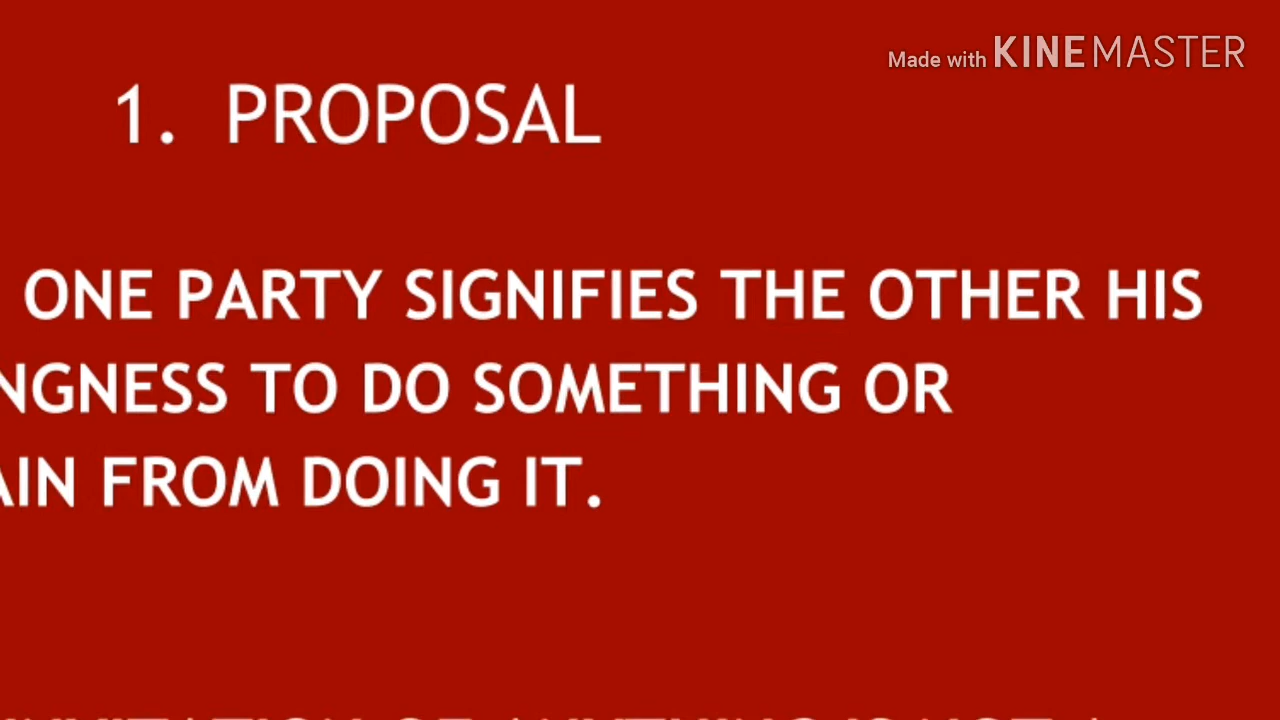 Made with KINEMASTER
1. PROPOSAL
ONE PARTY SIGNIFIES THE OTHER HIS
NGNESS TO DO SOMETHING OR
AIN FROM DOING IT.